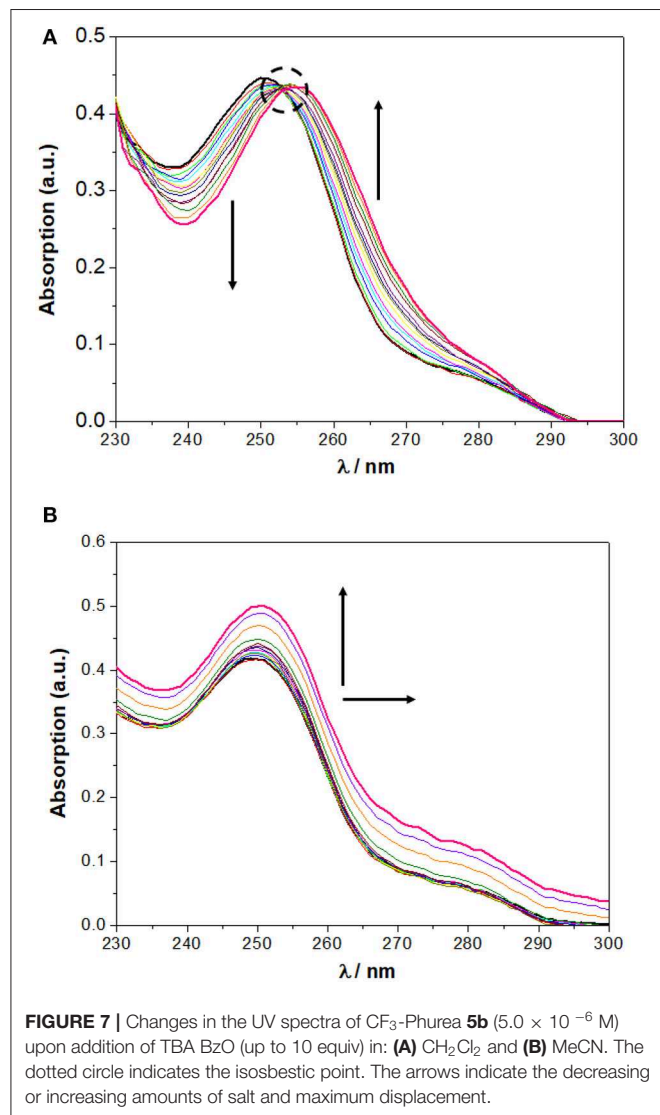 A
0.5
0.4
0.3
0.2
0.1
0.0
Absorption (a.u.)
230 240 250 260 270 280 290 300
λ / nm
B
0.6
0.5
0.4
0.3
0.2
0.1
0.0
Absorption (a.u.)
230 240 250 260 270 280 290 300
λ / nm
FIGURE 7 | Changes in the UV spectra of CF₃-Phurea 5b (5.0 × 10 ⁻⁶ M)
upon addition of TBA BzO (up to 10 equiv) in: (A) CH₂Cl₂ and (B) MeCN. The
dotted circle indicates the isosbestic point. The arrows indicate the decreasing
or increasing amounts of salt and maximum displacement.